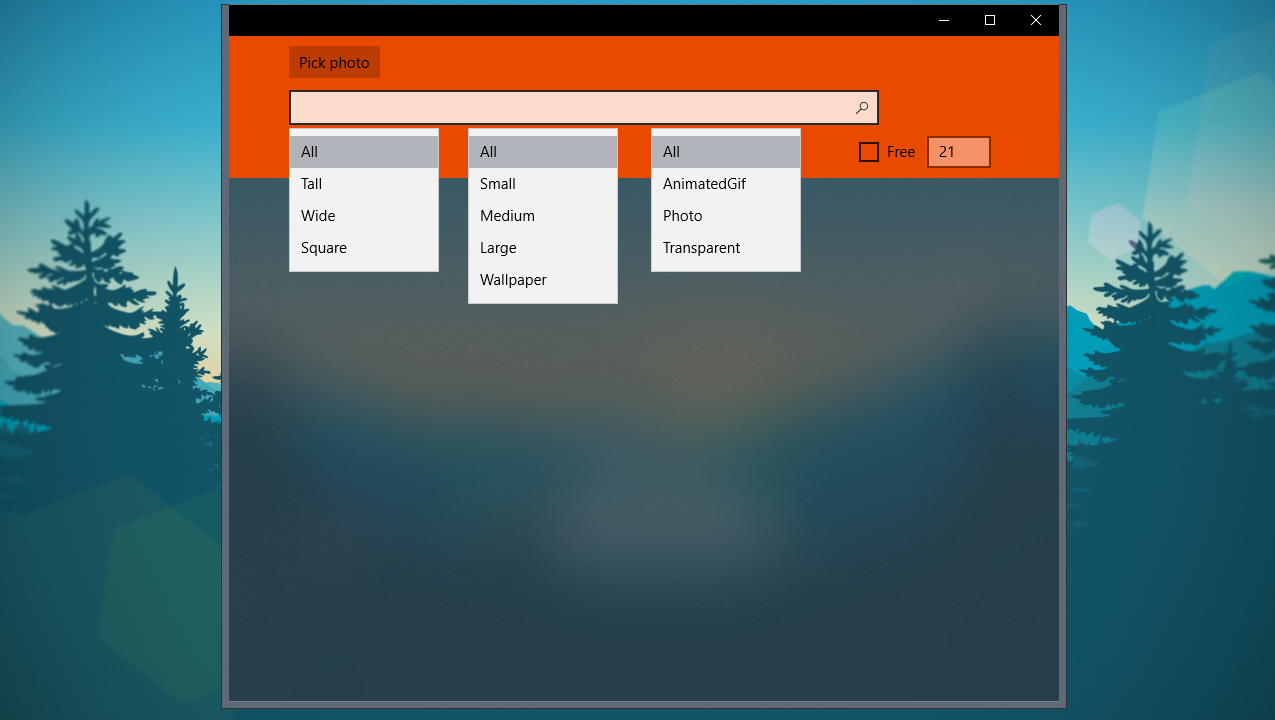 Pick photo
All
Tall
Wide
Square
All
Small
Medium
Large
Wallpaper
All
AnimatedGif
Photo
Transparent
Free
21